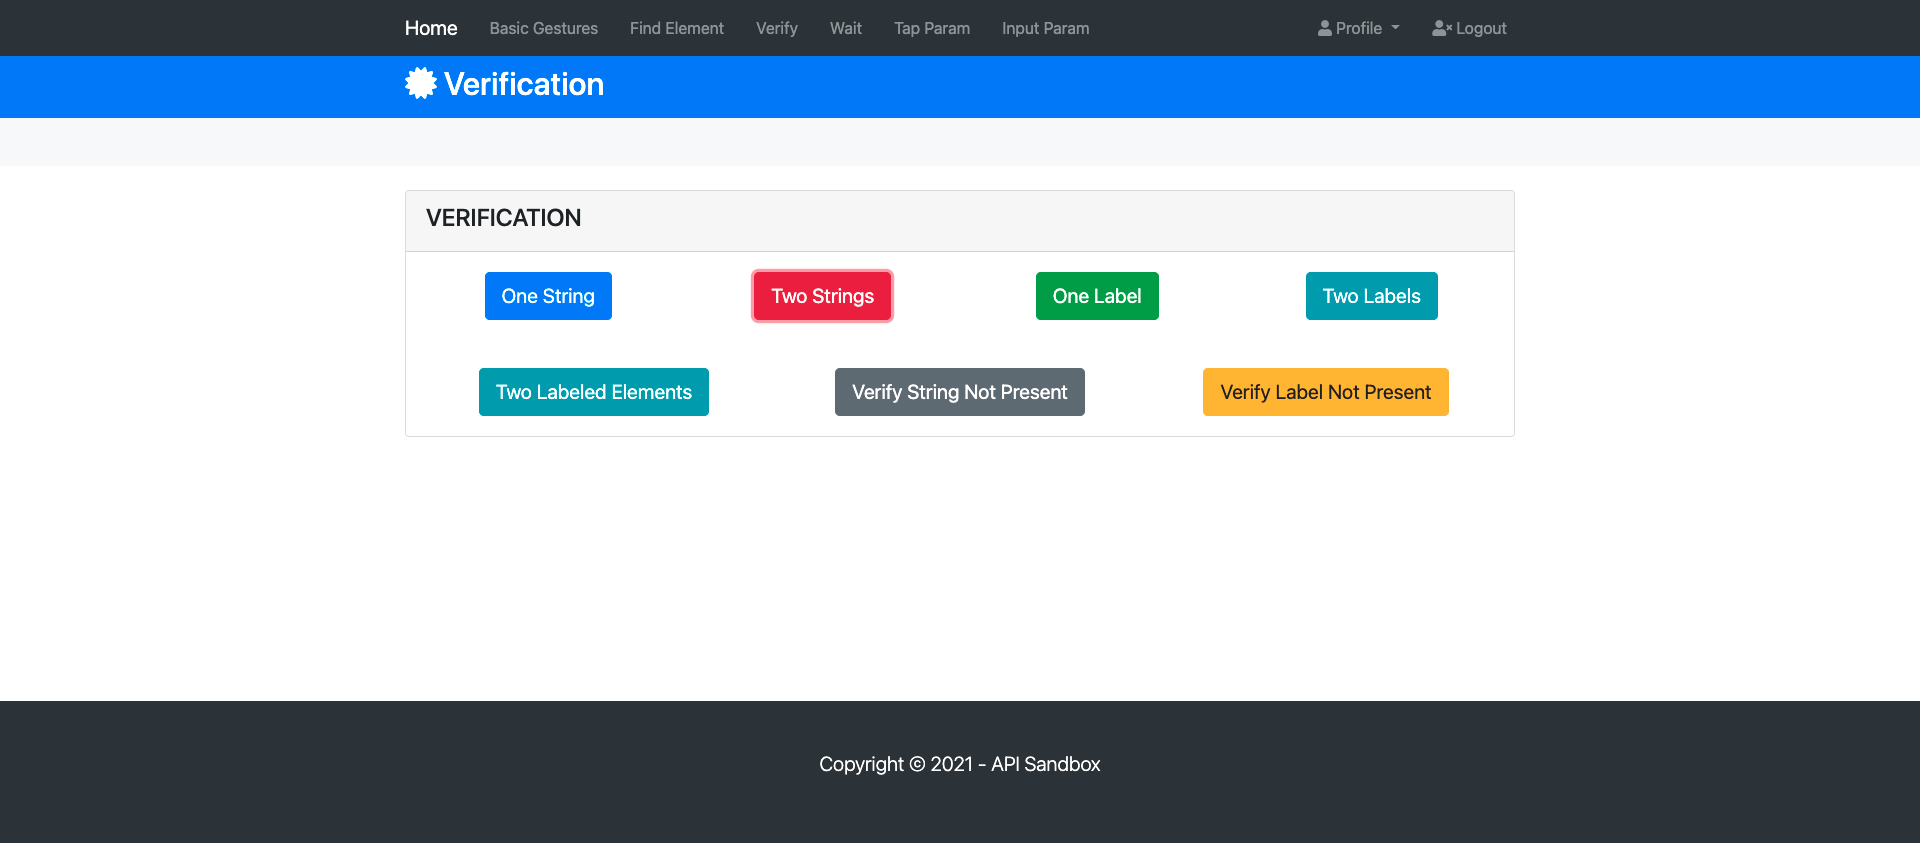 Home Basic Gestures Find Element Verify Wait Tap Param Input Param Profile Logout
Verification
VERIFICATION
One String Two Strings One Label Two Labels
Two Labeled Elements Verify String Not Present Verify Label Not Present
Copyright © 2021 - API Sandbox